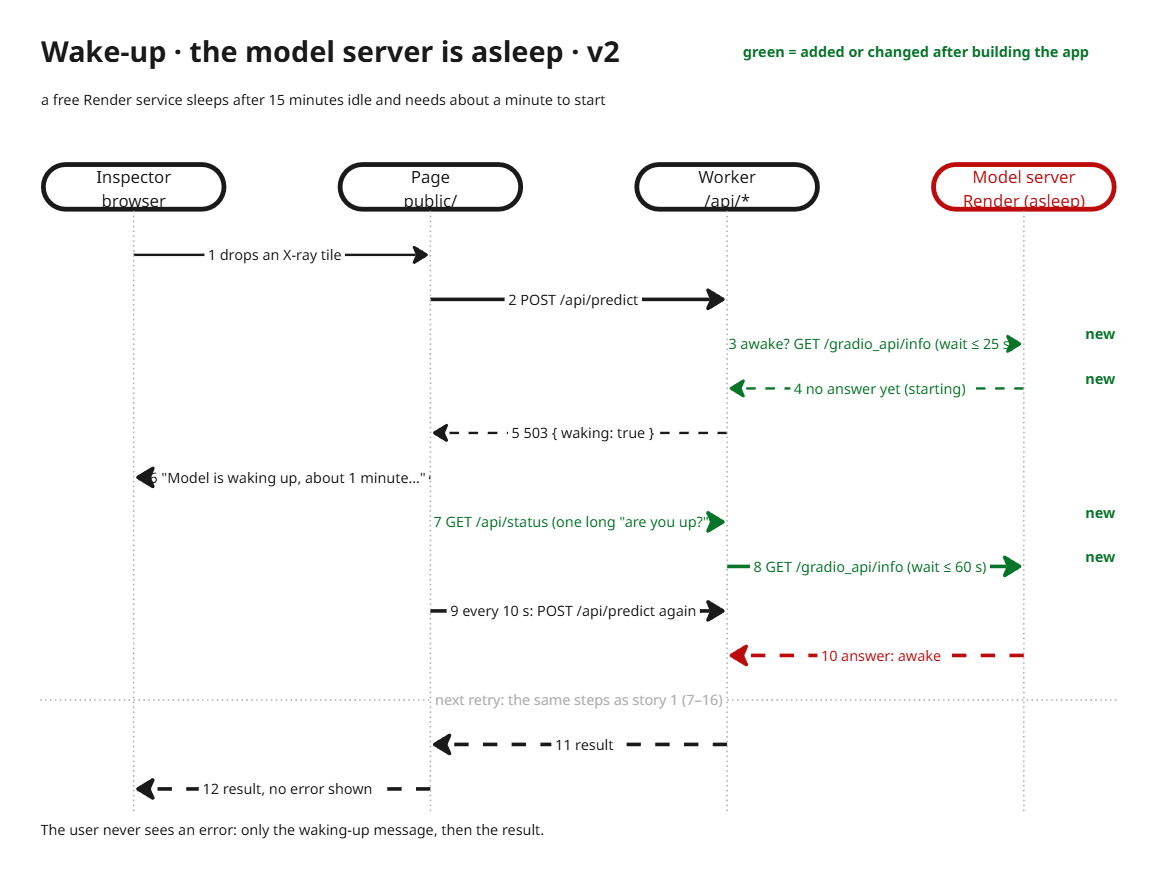 Wake-up · the model server is asleep · v2
green = added or changed after building the app
a free Render service sleeps after 15 minutes idle and needs about a minute to start
Inspector
browser
Page
public/
Worker
/api/*
Model server
Render (asleep)
1 drops an X-ray tile
2 POST /api/predict
3 awake? GET /gradio_api/info (wait ≤ 25 s
new
4 no answer yet (starting)
new
5 503 { waking: true }
6 "Model is waking up, about 1 minute…"
7 GET /api/status (one long "are you up?"
new
8 GET /gradio_api/info (wait ≤ 60 s)
new
9 every 10 s: POST /api/predict again
10 answer: awake
next retry: the same steps as story 1 (7–16)
11 result
12 result, no error shown
The user never sees an error: only the waking-up message, then the result.